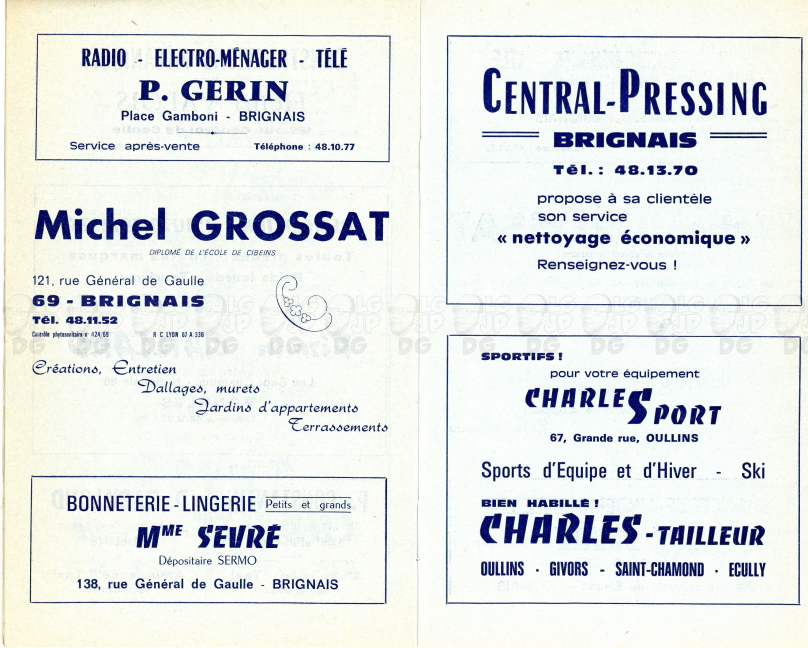 RADIO - ELECTRO-MÉNAGER - TÉLÉ
P. GERIN
Place Gamboni - BRIGNAIS
Service après-vente Téléphone : 48.10.77
Michel GROSSAT
DIPLOMÉ DE L'ÉCOLE DE CIBEINS
121, rue Général de Gaulle
69 - BRIGNAIS
Tél. 48.11.52
Contrôle phytosanitaire n° 424/69 R C LYON 67 A 336
Créations, Entretien
Dallages, murets
Jardins d'appartements
Terrassements
BONNETERIE - LINGERIE Petits et grands
MME SEVRÉ
Dépositaire SERMO
138, rue Général de Gaulle - BRIGNAIS
CENTRAL-PRESSING
BRIGNAIS
Tél. : 48.13.70
propose à sa clientèle
son service
« nettoyage économique »
Renseignez-vous !
SPORTIFS !
pour votre équipement
CHARLES SPORT
67, Grande rue, OULLINS
Sports d'Equipe et d'Hiver - Ski
BIEN HABILLÉ !
CHARLES - TAILLEUR
OULLINS - GIVORS - SAINT-CHAMOND - ECULLY